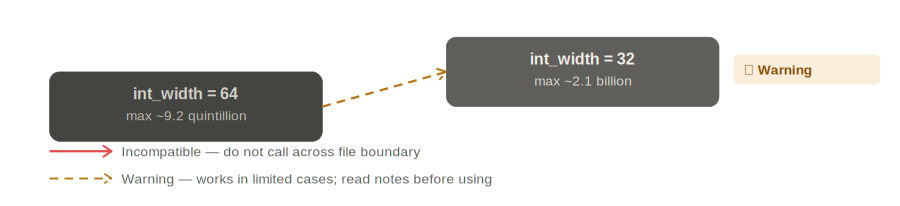 int_width = 64
max ~9.2 quintillion
int_width = 32
max ~2.1 billion
Warning
Incompatible — do not call across file boundary
Warning — works in limited cases; read notes before using